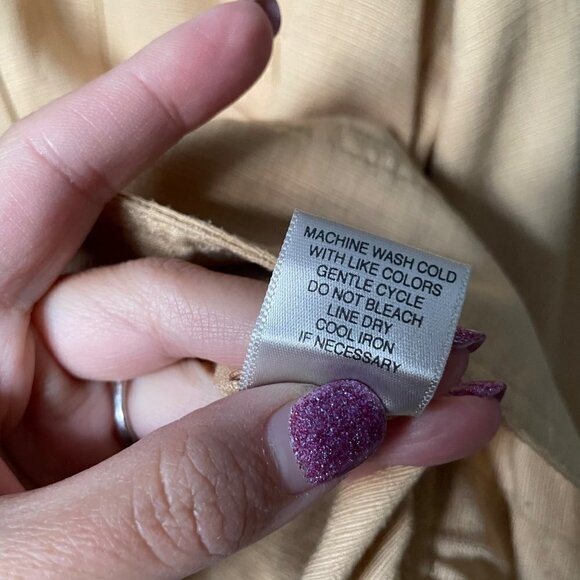 MACHINE WASH COLD
WITH LIKE COLORS
GENTLE CYCLE
DO NOT BLEACH
LINE DRY
COOL IRON
IF NECESSARY